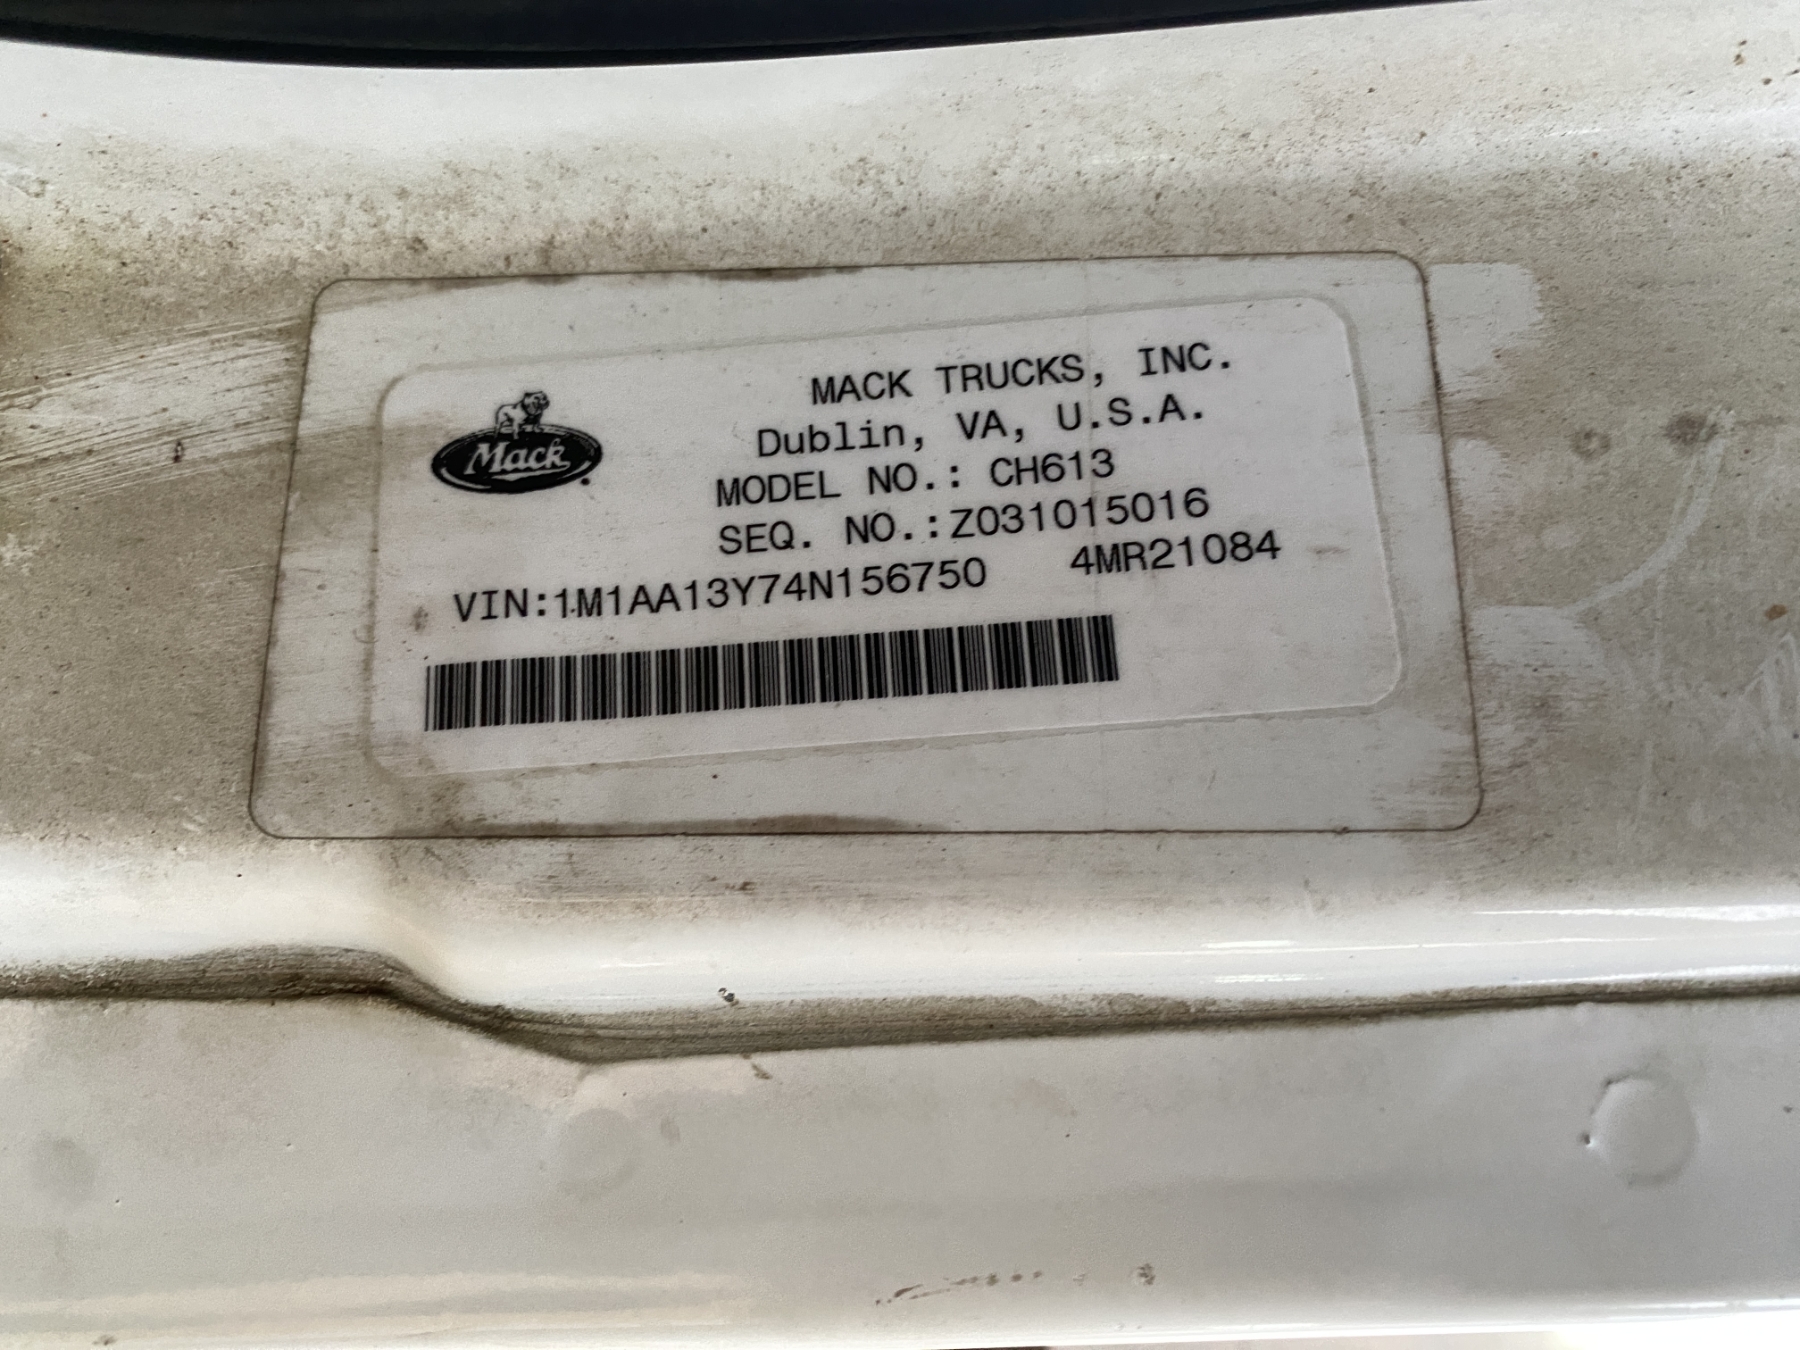 Mack
MACK TRUCKS, INC.
Dublin, VA, U.S.A.
MODEL NO.: CH613
SEQ. NO.:Z031015016
VIN:1M1AA13Y74N156750 4MR21084